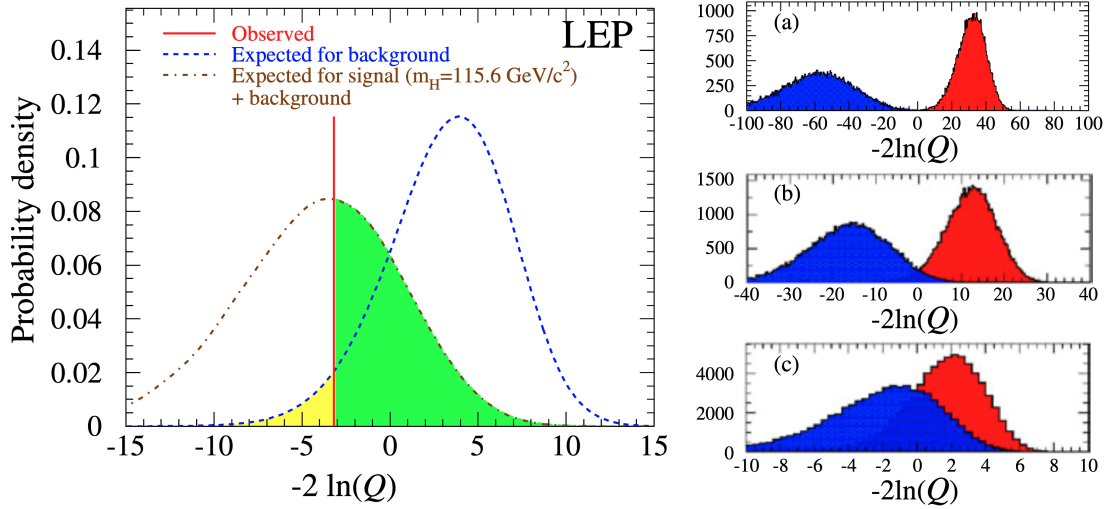 LEP
Observed
Expected for background
Expected for signal (m_H=115.6 GeV/c²)
+ background
Probability density
0.14
0.12
0.1
0.08
0.06
0.04
0.02
0
-15 -10 -5 0 5 10 15
-2 ln(Q)
(a)
1000
750
500
250
0
-100 -80 -60 -40 -20 0 20 40 60 80 100
-2ln(Q)
(b)
1500
1000
500
0
-40 -30 -20 -10 0 10 20 30 40
-2ln(Q)
(c)
4000
2000
0
-10 -8 -6 -4 -2 0 2 4 6 8 10
-2ln(Q)